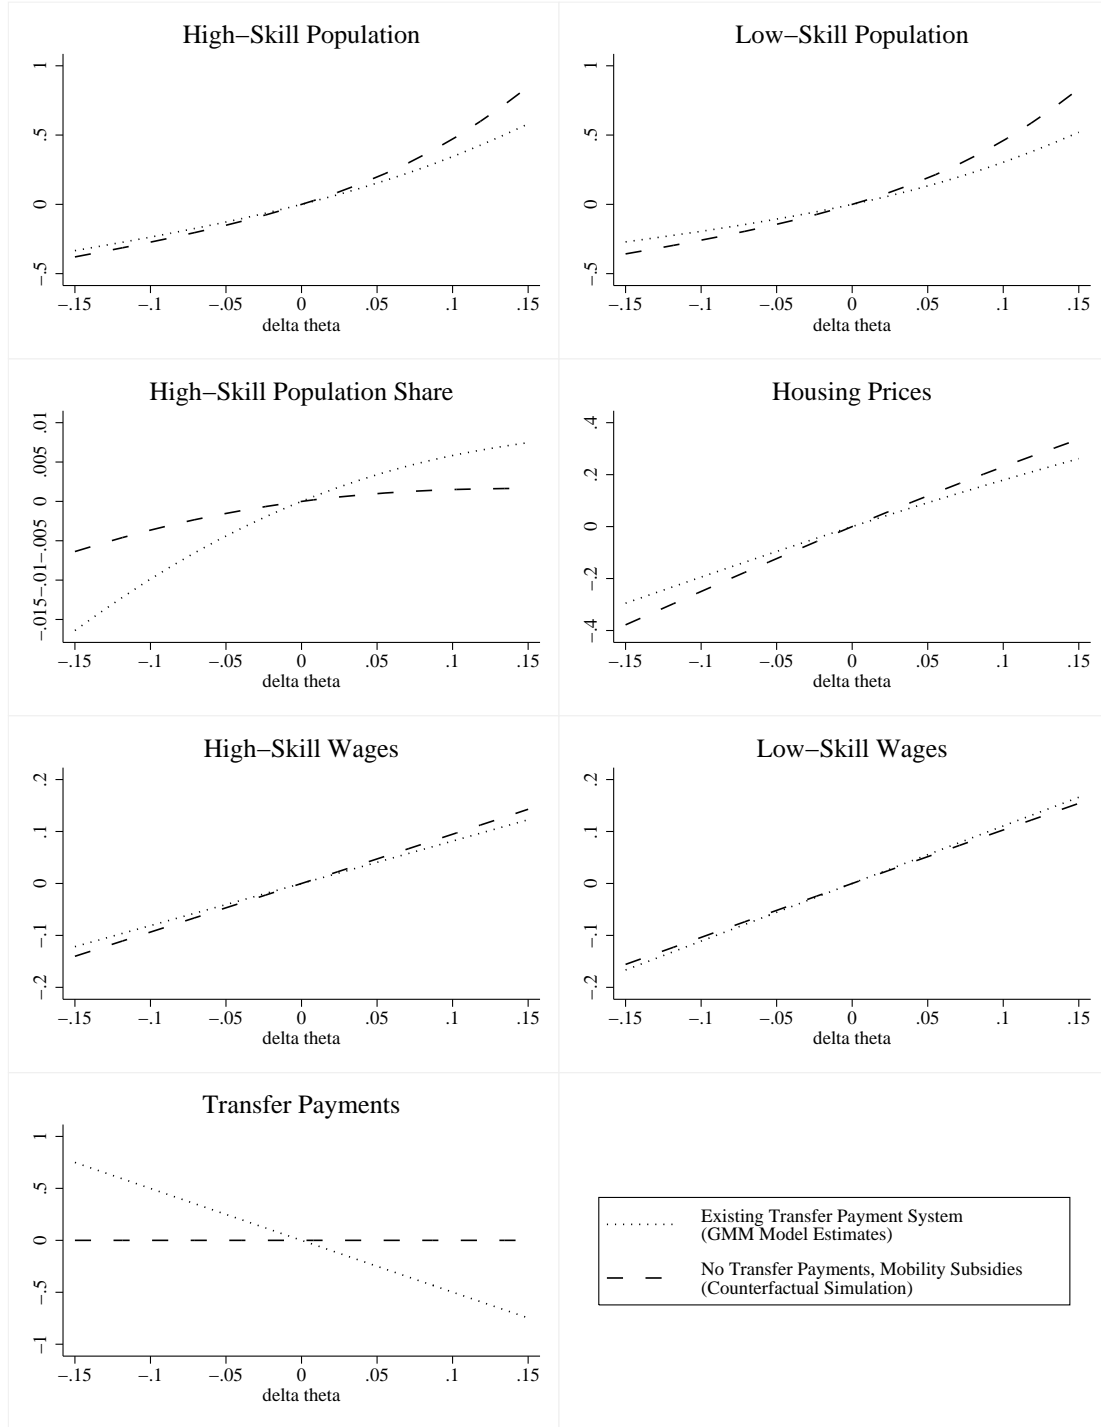 High−Skill Population
1
.5
0
−.5
−.15 −.1 −.05 0 .05 .1 .15
delta theta
Low−Skill Population
1
.5
0
−.5
−.15 −.1 −.05 0 .05 .1 .15
delta theta
High−Skill Population Share
.01
.005
0
−.005
−.01
−.015
−.15 −.1 −.05 0 .05 .1 .15
delta theta
Housing Prices
.4
.2
0
−.2
−.4
−.15 −.1 −.05 0 .05 .1 .15
delta theta
High−Skill Wages
.2
.1
0
−.1
−.2
−.15 −.1 −.05 0 .05 .1 .15
delta theta
Low−Skill Wages
.2
.1
0
−.1
−.2
−.15 −.1 −.05 0 .05 .1 .15
delta theta
Transfer Payments
1
.5
0
−.5
−1
−.15 −.1 −.05 0 .05 .1 .15
delta theta
Existing Transfer Payment System
(GMM Model Estimates)
No Transfer Payments, Mobility Subsidies
(Counterfactual Simulation)